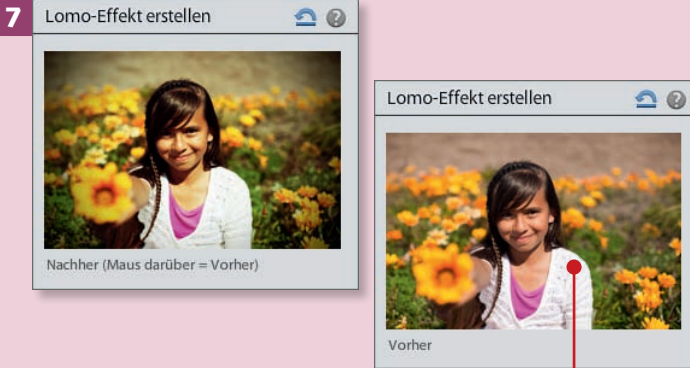 7
Lomo-Effekt erstellen
?
Nachher (Maus darüber = Vorher)
Lomo-Effekt erstellen
?
Vorher